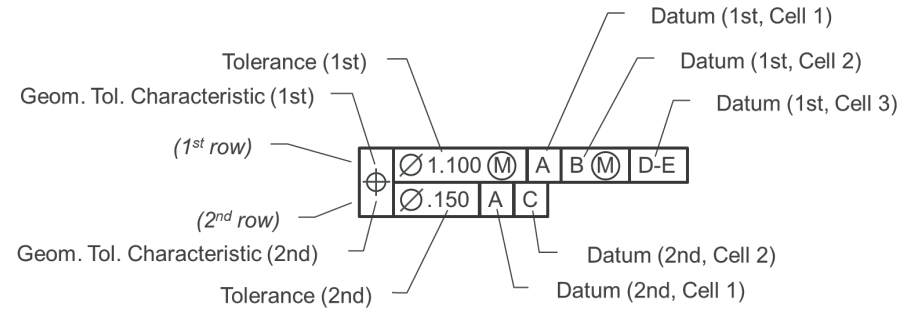 Datum (1st, Cell 1)
Tolerance (1st)
Datum (1st, Cell 2)
Geom. Tol. Characteristic (1st)
Datum (1st, Cell 3)
(1st row)
⌖ ⌀ 1.100 Ⓜ A B Ⓜ D-E
⌀ .150 A C
(2nd row)
Geom. Tol. Characteristic (2nd)
Datum (2nd, Cell 2)
Tolerance (2nd)
Datum (2nd, Cell 1)